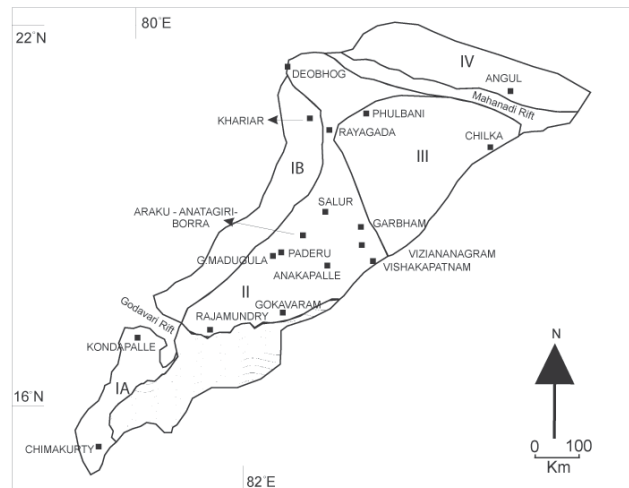 80°E
22°N
IV
DEOBHOG
ANGUL
Mahanadi Rift
KHARIAR
PHULBANI
RAYAGADA
CHILKA
III
IB
ARAKU - ANATAGIRI-
BORRA
SALUR
GARBHAM
G.MADUGULA
PADERU
VIZIANANAGRAM
ANAKAPALLE
VISHAKAPATNAM
II
GOKAVARAM
Godavari Rift
RAJAMUNDRY
KONDAPALLE
N
IA
16°N
CHIMAKURTY
0 100
Km
82°E